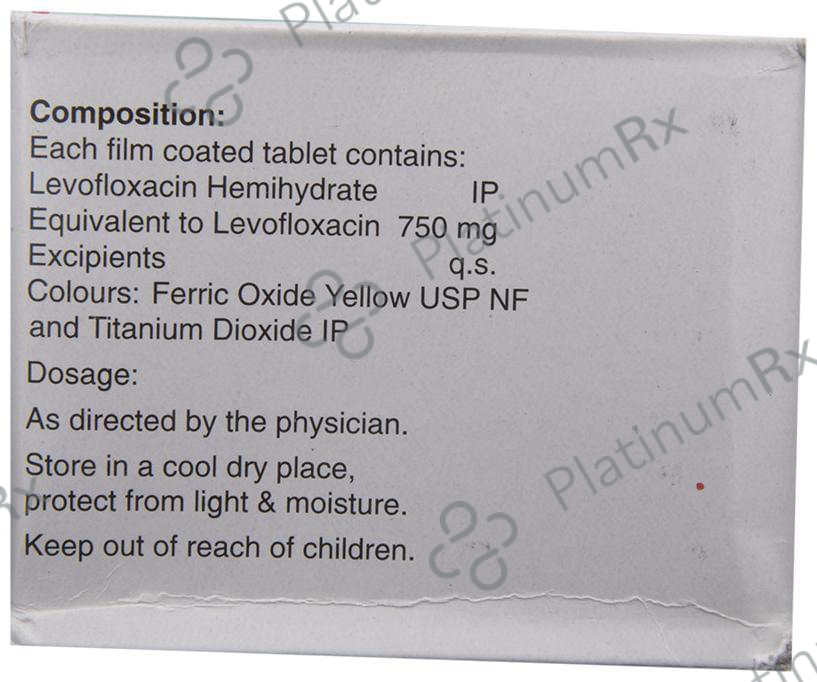 Composition:
Each film coated tablet contains:
Levofloxacin Hemihydrate IP
Equivalent to Levofloxacin 750 mg
Excipients q.s.
Colours: Ferric Oxide Yellow USP NF
and Titanium Dioxide IP
Dosage:
As directed by the physician.
Store in a cool dry place,
protect from light & moisture.
Keep out of reach of children.
PlatinumRx
PlatinumRx